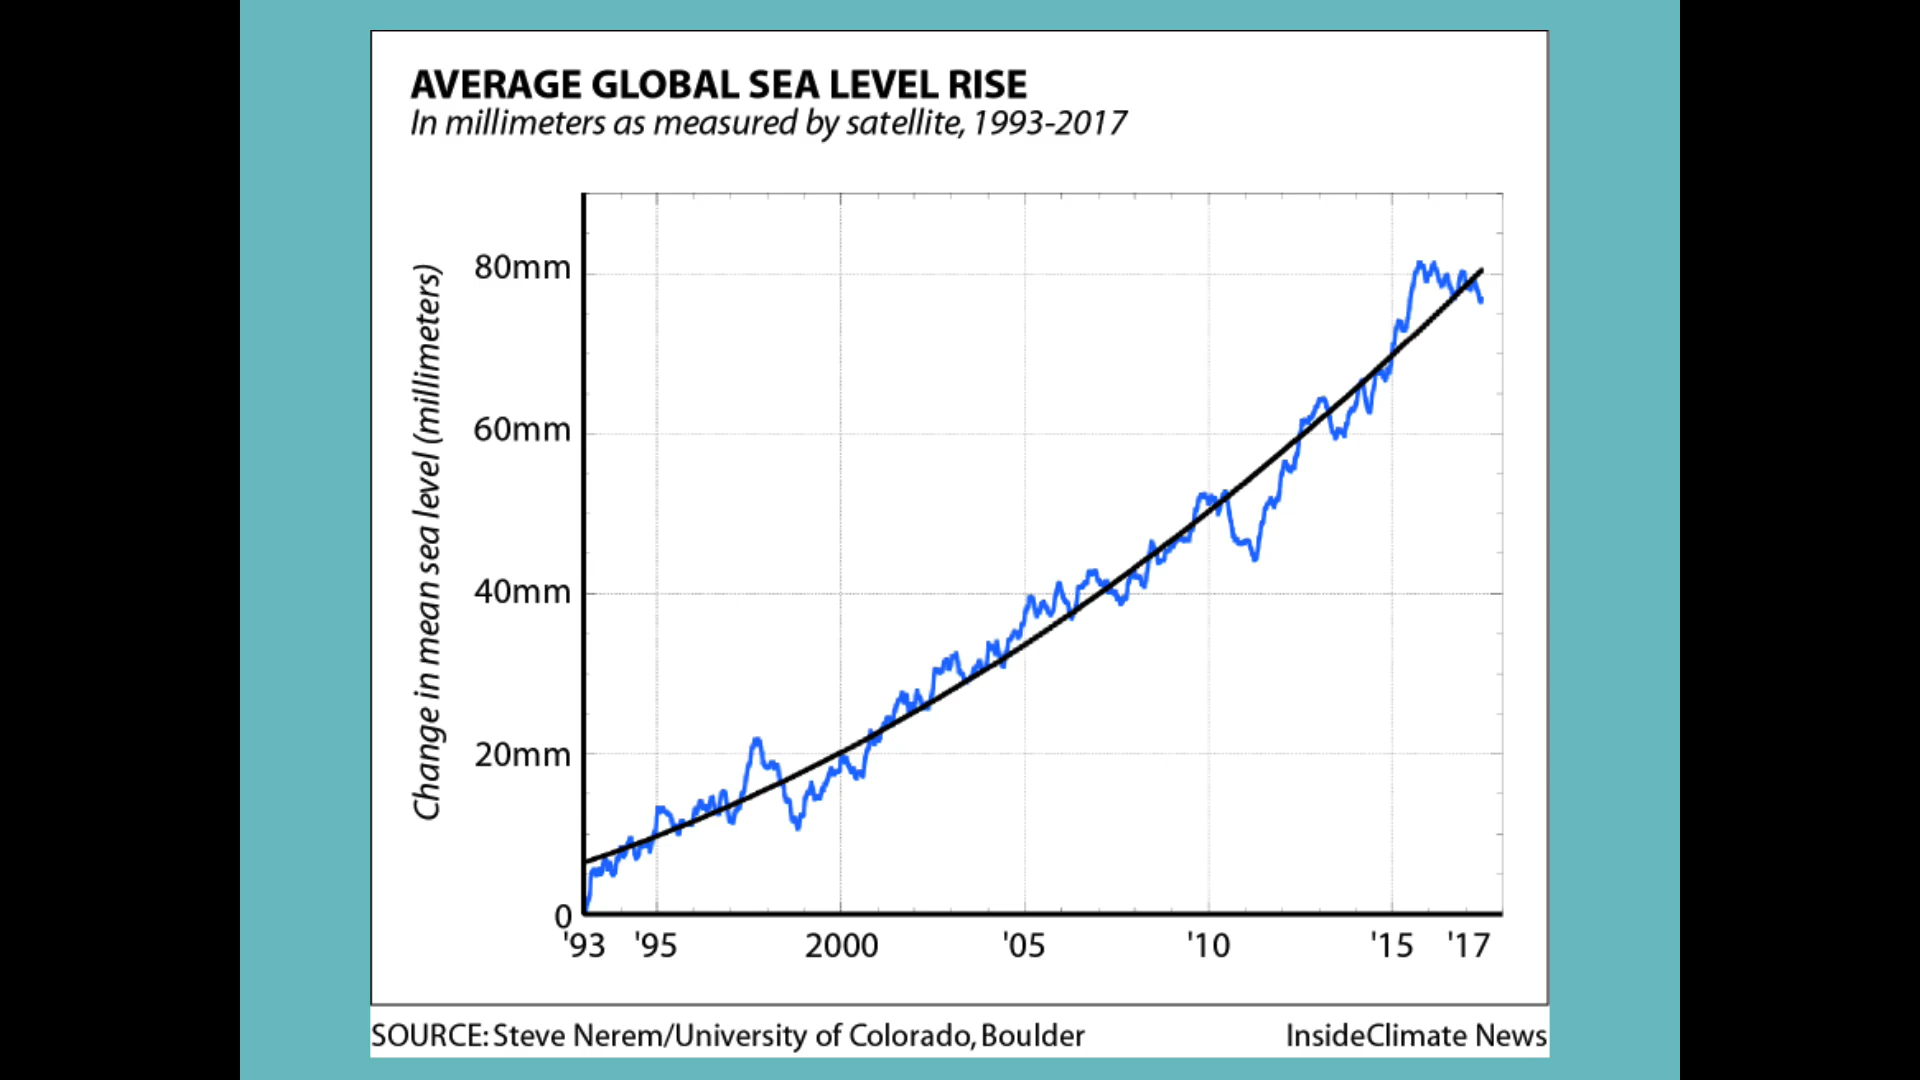 AVERAGE GLOBAL SEA LEVEL RISE
In millimeters as measured by satellite, 1993-2017
Change in mean sea level (millimeters)
80mm
60mm
40mm
20mm
0
'93 '95 2000 '05 '10 '15 '17
SOURCE: Steve Nerem/University of Colorado, Boulder InsideClimate News